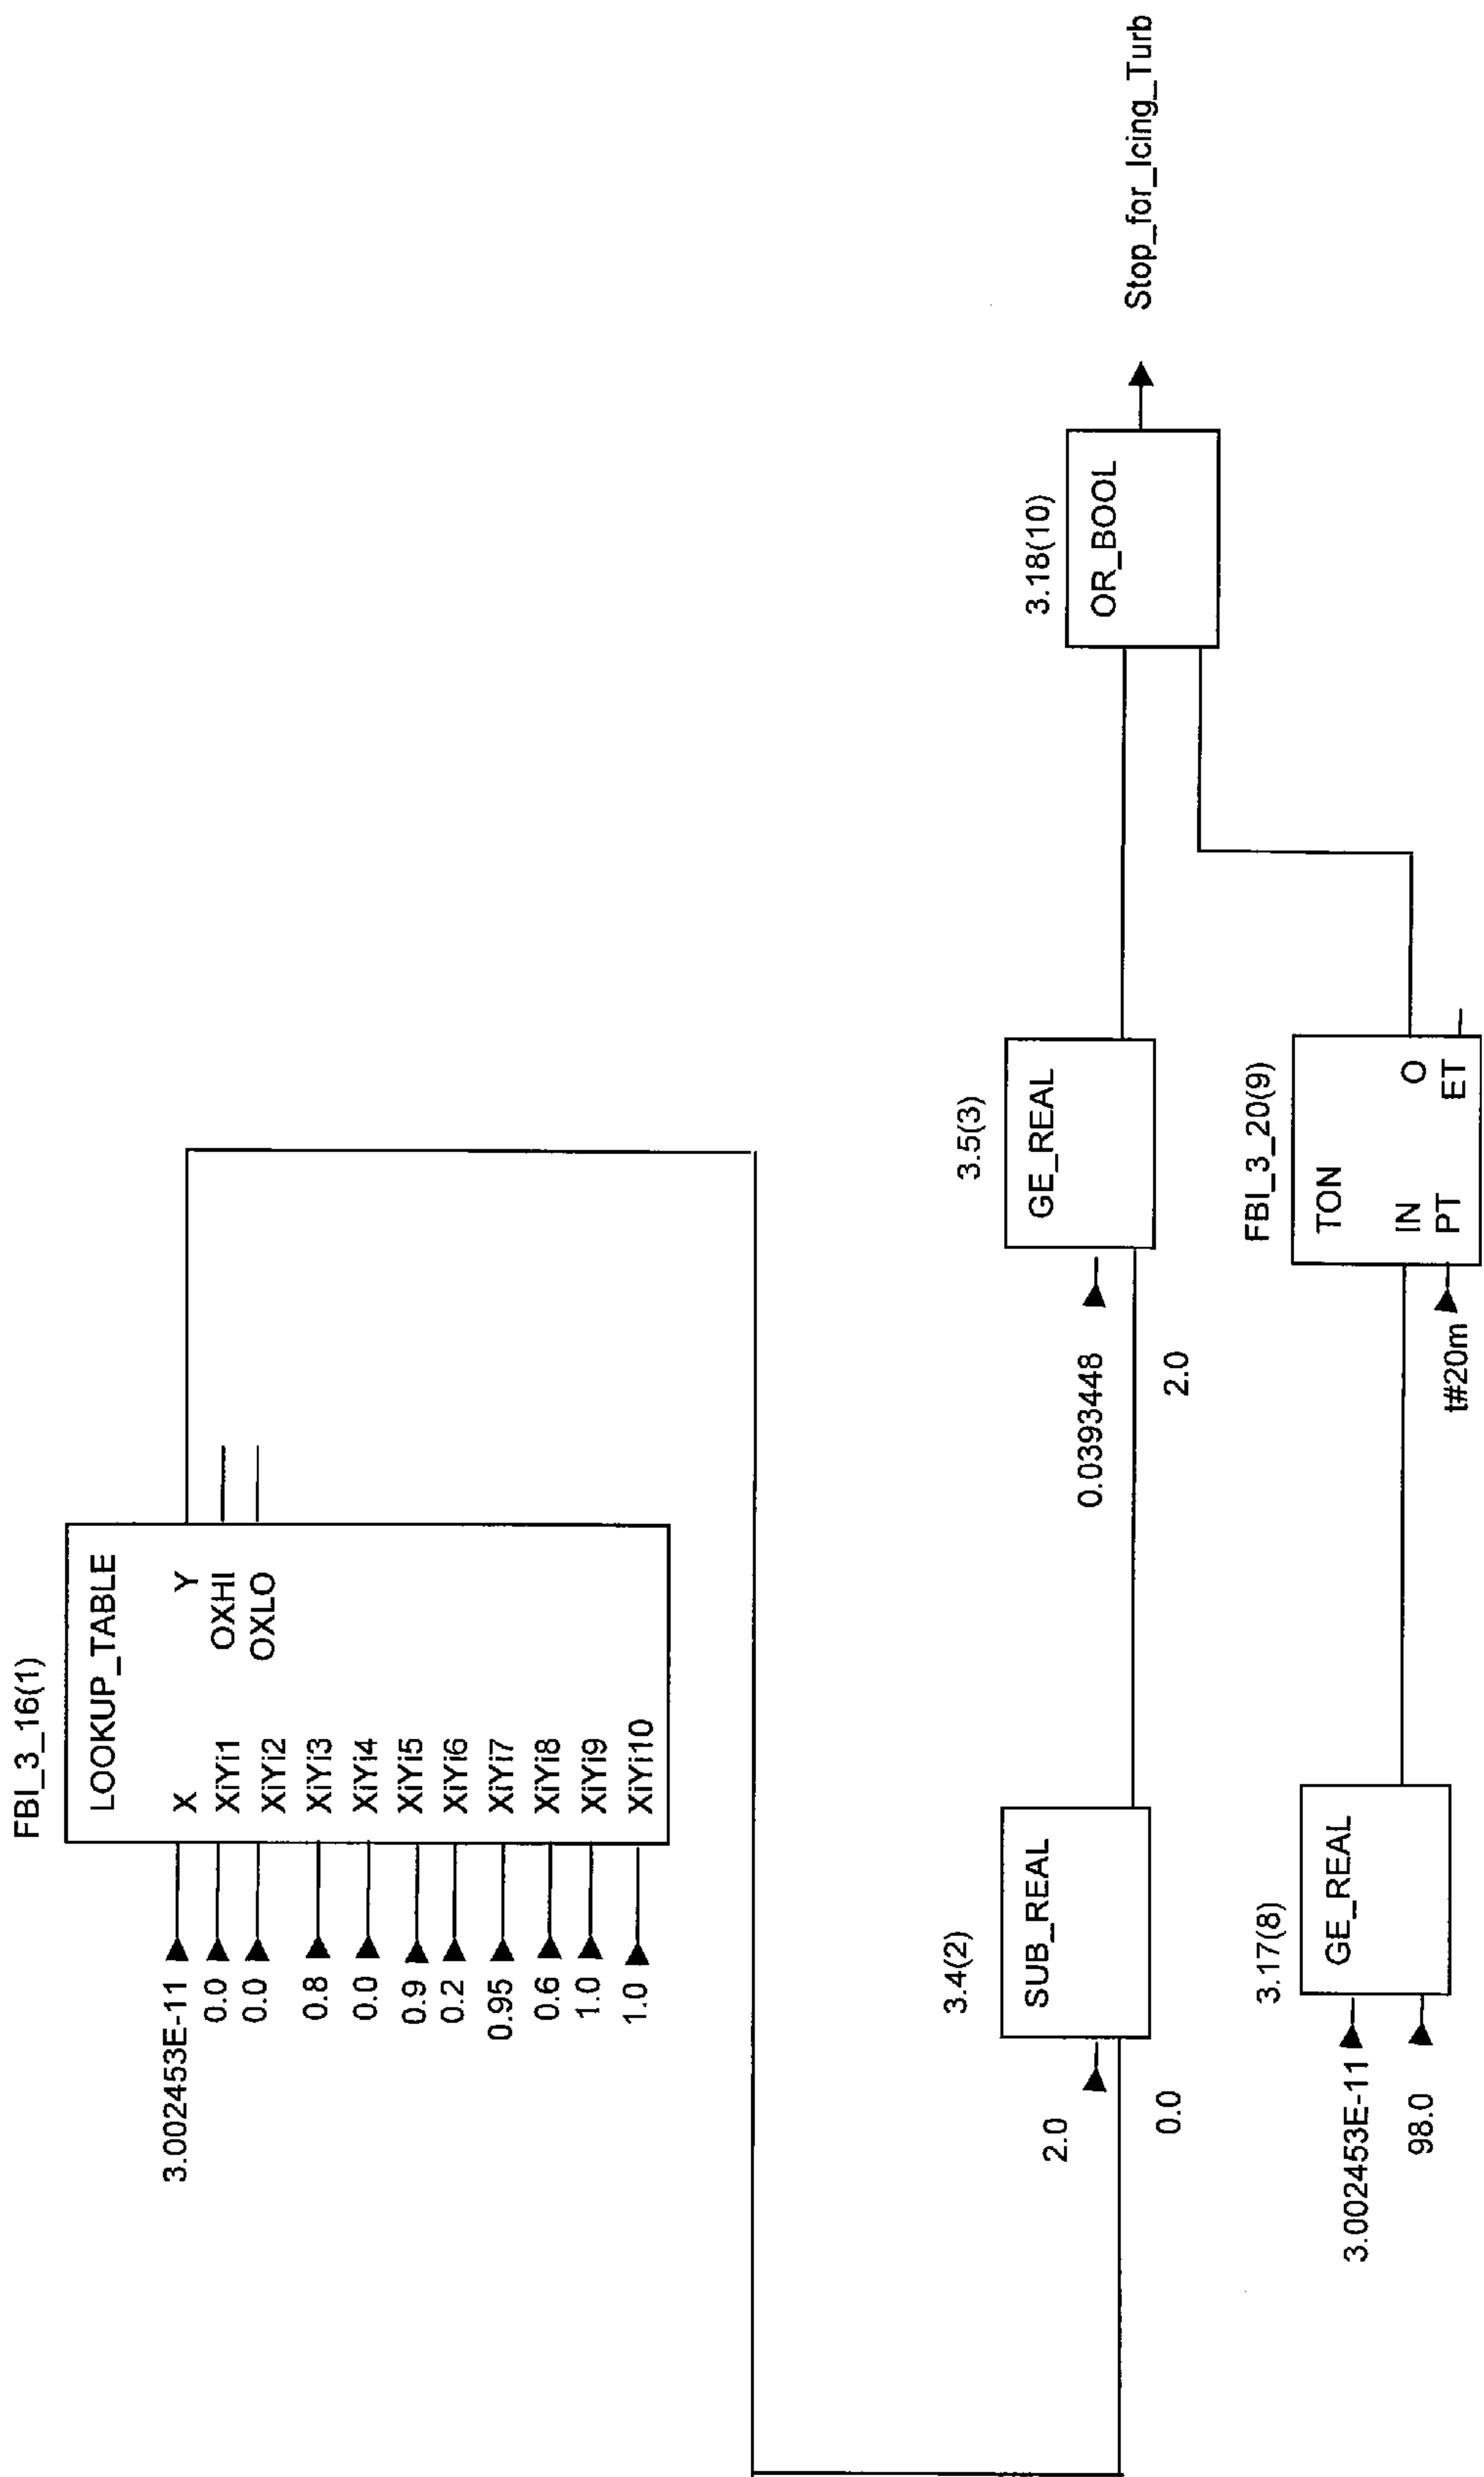 FBI_3_16(1)
LOOKUP_TABLE
3.002453E-11 X Y
0.0 XiYi1 OXHI
0.0 XiYi2 OXLO
0.8 XiYi3
0.0 XiYi4
0.9 XiYi5
0.2 XiYi6
0.95 XiYi7
0.6 XiYi8
1.0 XiYi9
1.0 XiYi10
3.4(2)
SUB_REAL
2.0
0.0
3.5(3)
GE_REAL
0.0393448
2.0
3.18(10)
OR_BOOL
Stop_for_Icing_Turb
3.17(8)
GE_REAL
3.002453E-11
98.0
FBI_3_20(9)
TON
IN O
t#20m PT ET